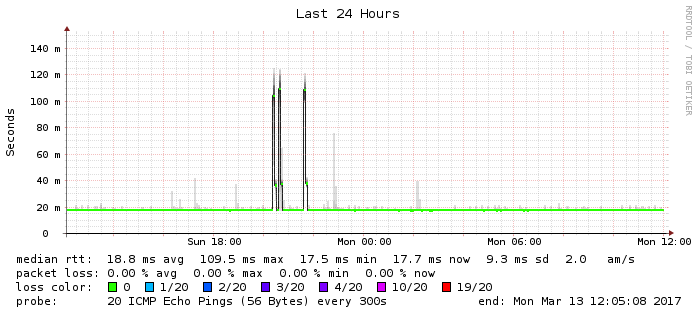 Last 24 Hours
RRDTOOL / TOBI OETIKER
Seconds
140 m
120 m
100 m
80 m
60 m
40 m
20 m
0
Sun 18:00 Mon 00:00 Mon 06:00 Mon 12:00
median rtt: 18.8 ms avg 109.5 ms max 17.5 ms min 17.7 ms now 9.3 ms sd 2.0 am/s
packet loss: 0.00 % avg 0.00 % max 0.00 % min 0.00 % now
loss color: 0 1/20 2/20 3/20 4/20 10/20 19/20
probe: 20 ICMP Echo Pings (56 Bytes) every 300s end: Mon Mar 13 12:05:08 2017